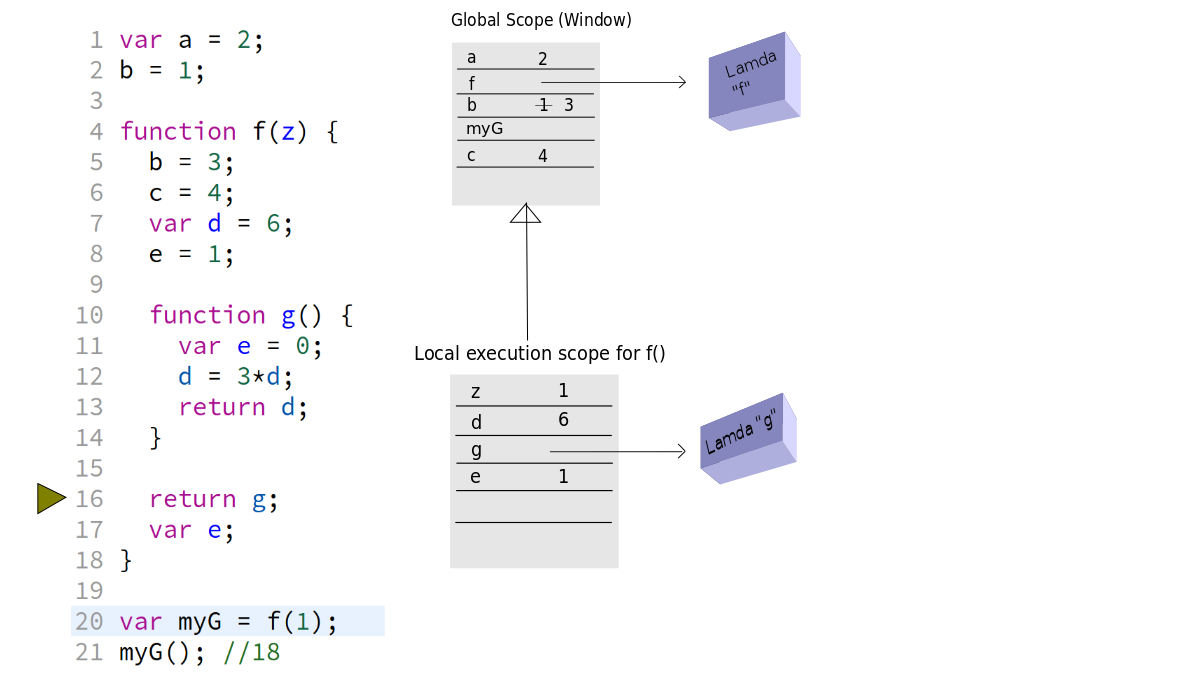 1 var a = 2;
2 b = 1;
3
4 function f(z) {
5 b = 3;
6 c = 4;
7 var d = 6;
8 e = 1;
9
10 function g() {
11 var e = 0;
12 d = 3*d;
13 return d;
14 }
15
16 return g;
17 var e;
18 }
19
20 var myG = f(1);
21 myG(); //18
Global Scope (Window)
a 2
f
b 1 3
myG
c 4
Lamda
"f"
Local execution scope for f()
z 1
d 6
g
e 1
Lamda "g"